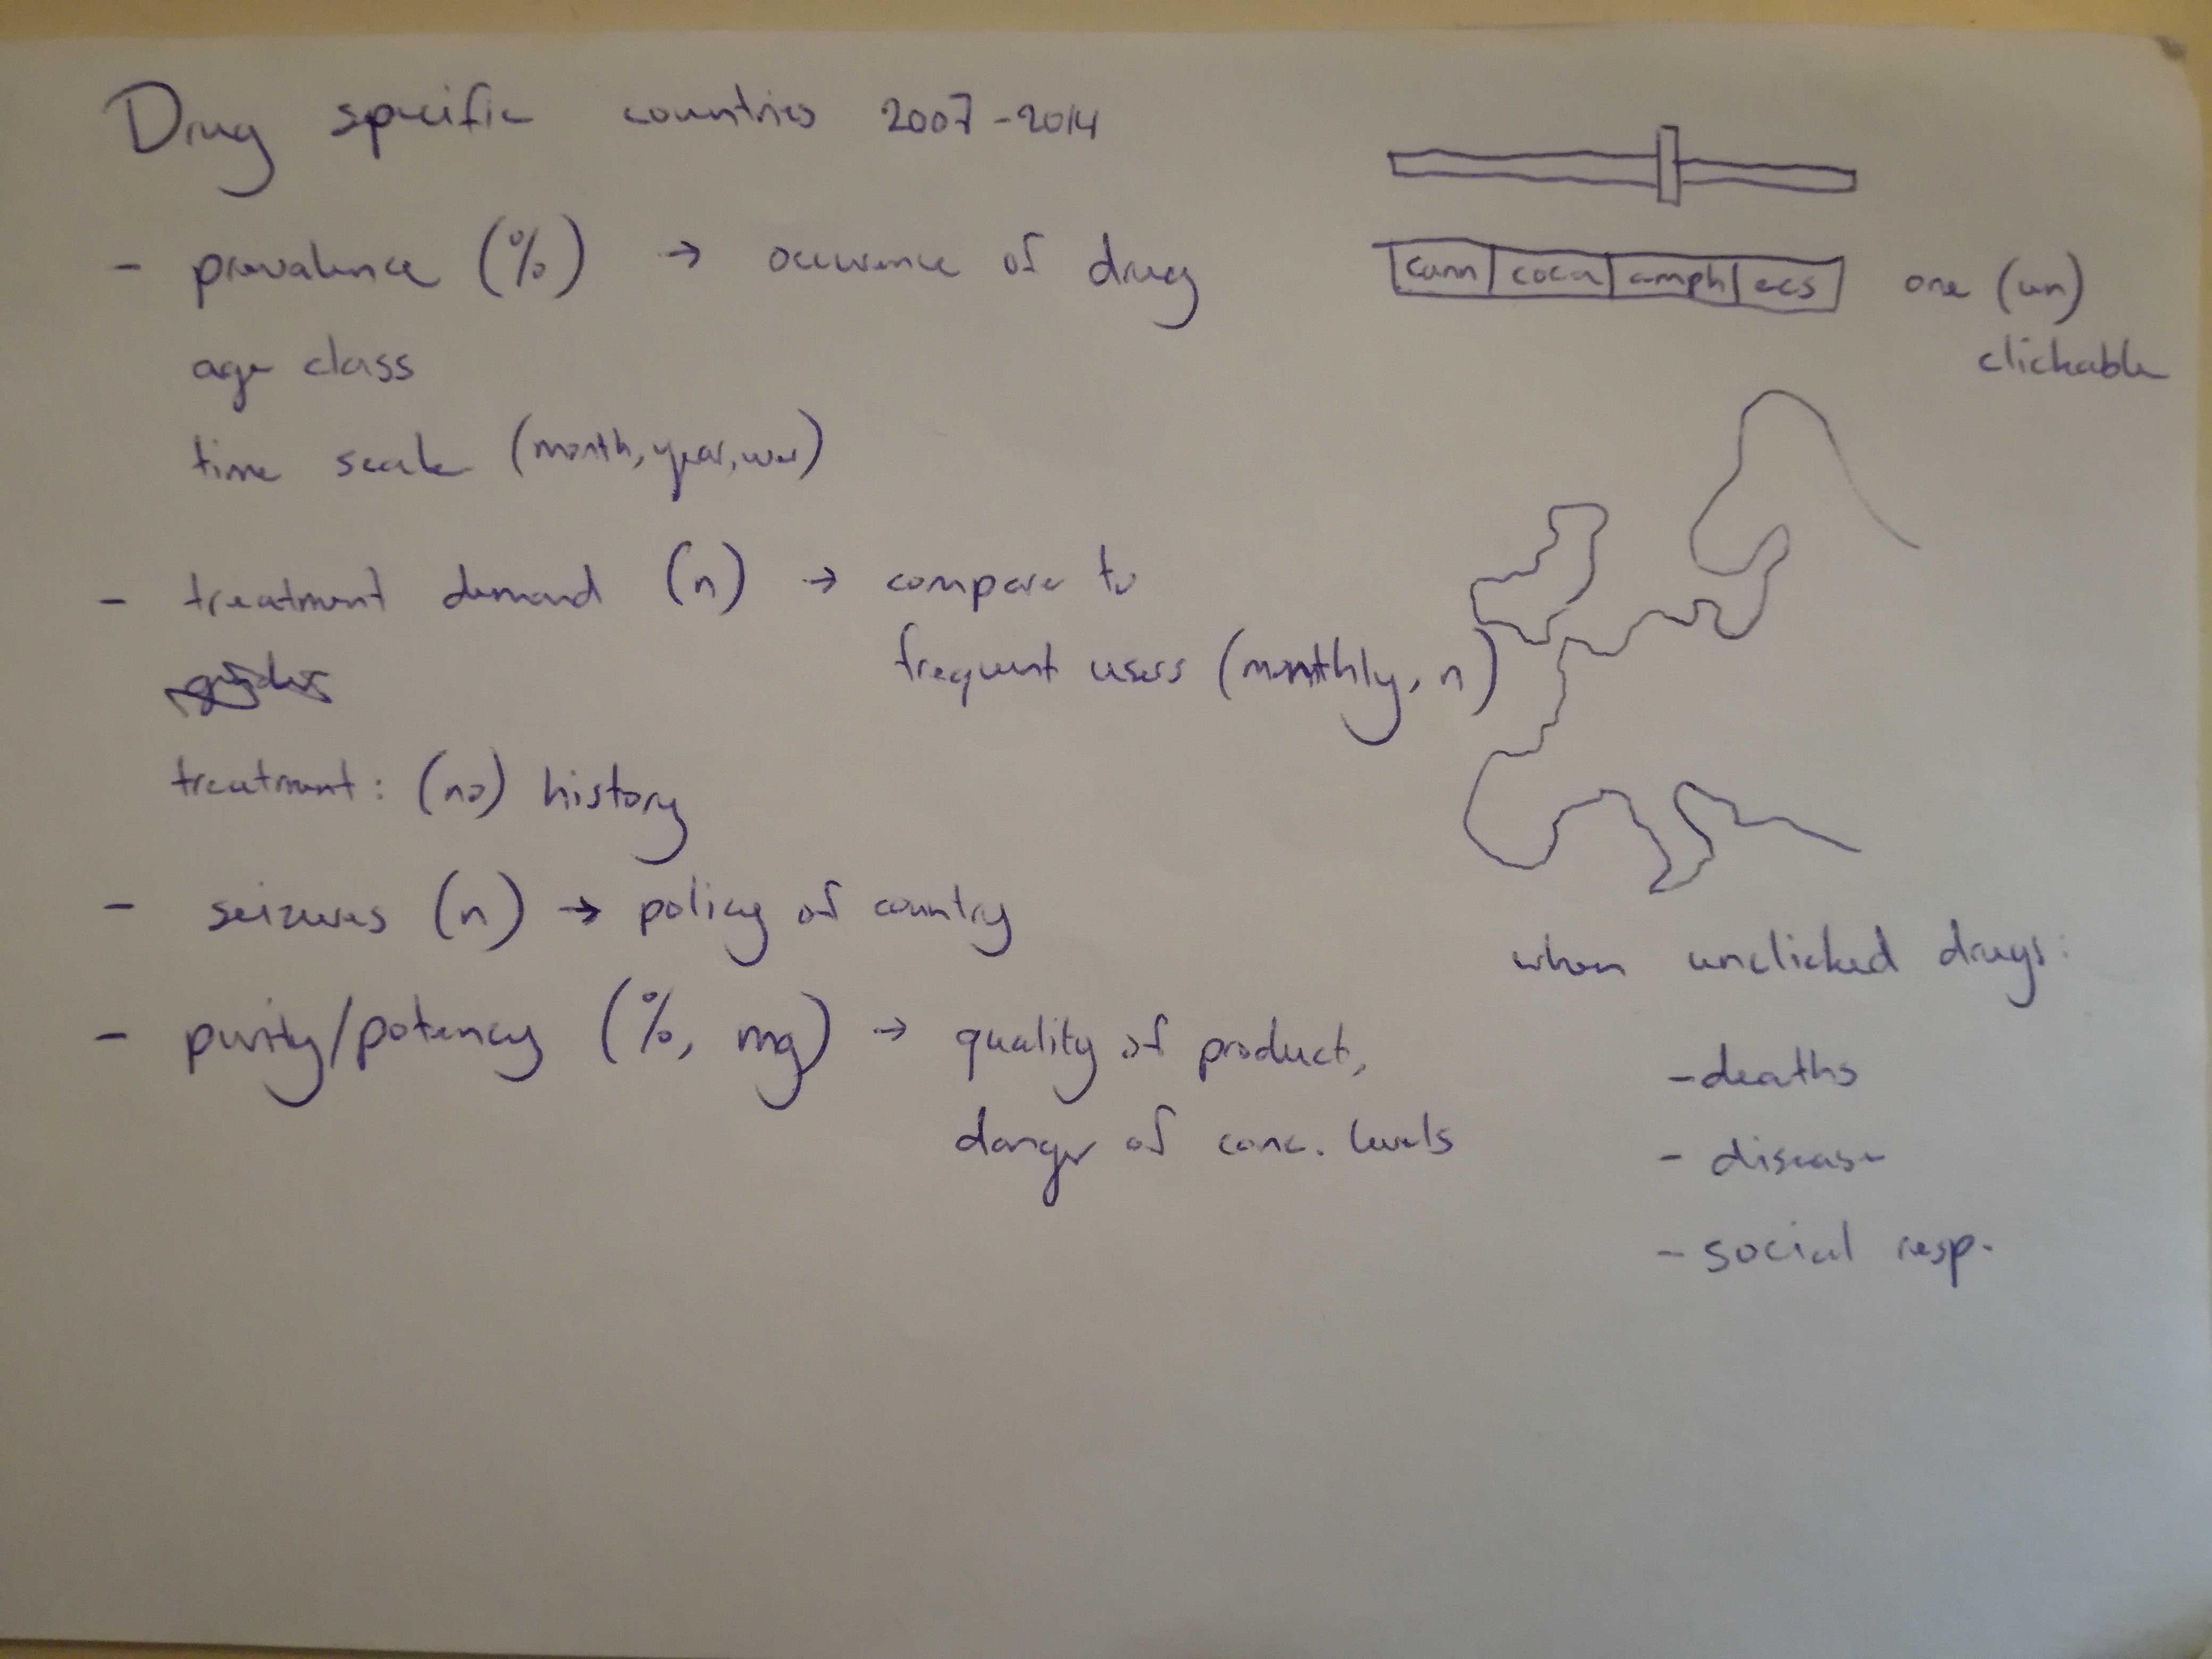 Drug specific countries 2007-2014
- prevalence (%) → occurence of drug
age class
time scale (month, year, ever)
- treatment demand (n) → compare to
frequent users (monthly, n)
treatment: (no) history
- seizures (n) → policy of country
- purity/potency (%, mg) → quality of product,
danger of conc. levels
cann coca amph ecs one (un)
clickable
when unclicked drugs:
- deaths
- disease
- social resp.